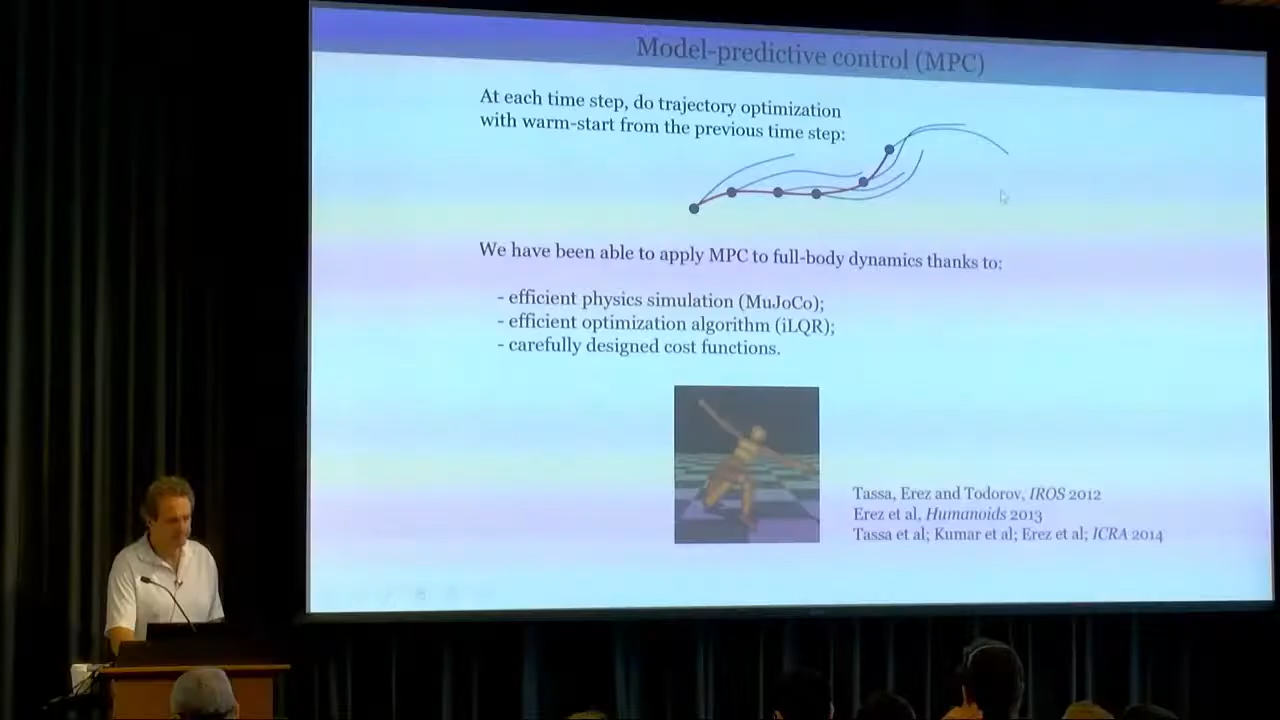 Model-predictive control (MPC)
At each time step, do trajectory optimization
with warm-start from the previous time step:
We have been able to apply MPC to full-body dynamics thanks to:
- efficient physics simulation (MuJoCo);
- efficient optimization algorithm (iLQR);
- carefully designed cost functions.
Tassa, Erez and Todorov, IROS 2012
Erez et al, Humanoids 2013
Tassa et al; Kumar et al; Erez et al; ICRA 2014